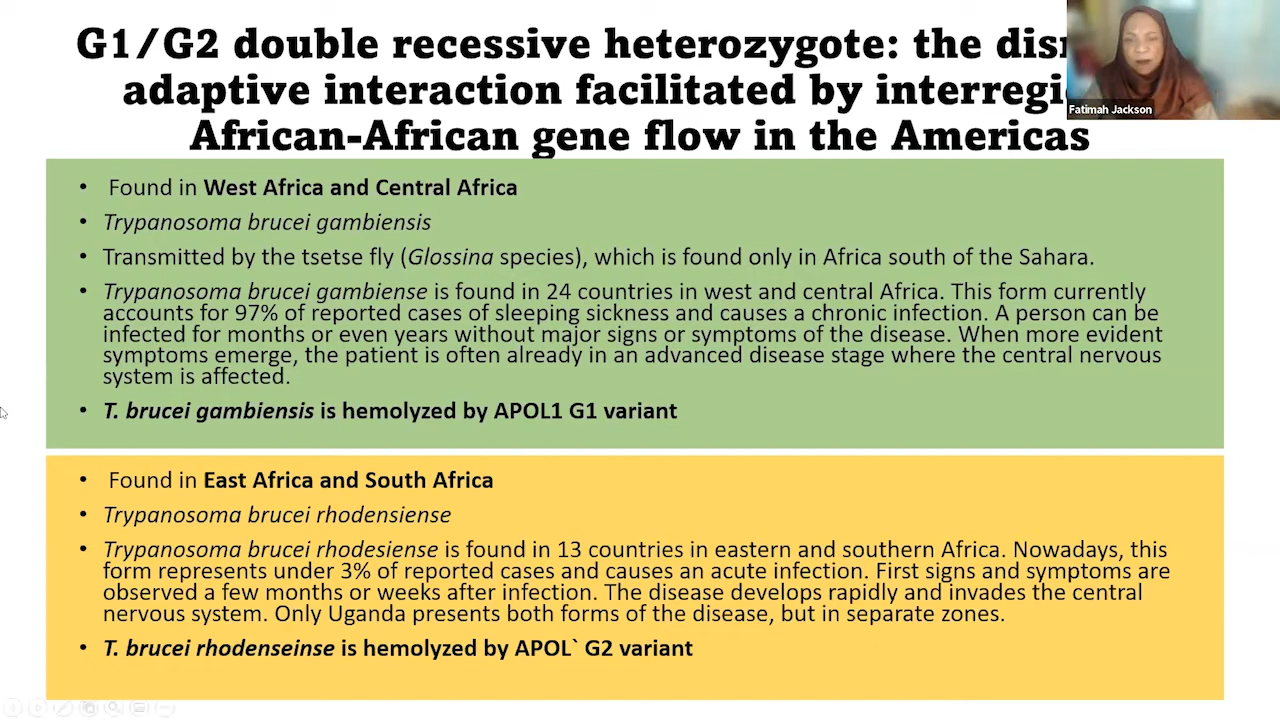 G1/G2 double recessive heterozygote: the
adaptive interaction facilitated by
African-African gene flow in the Americas
Fatimah Jackson
• Found in West Africa and Central Africa
• Trypanosoma brucei gambiensis
• Transmitted by the tsetse fly (Glossina species), which is found only in Africa south of the Sahara.
• Trypanosoma brucei gambiense is found in 24 countries in west and central Africa. This form currently
accounts for 97% of reported cases of sleeping sickness and causes a chronic infection. A person can be
infected for months or even years without major signs or symptoms of the disease. When more evident
symptoms emerge, the patient is often already in an advanced disease stage where the central nervous
system is affected.
• T. brucei gambiensis is hemolyzed by APOL1 G1 variant
• Found in East Africa and South Africa
• Trypanosoma brucei rhodensiense
• Trypanosoma brucei rhodesiense is found in 13 countries in eastern and southern Africa. Nowadays, this
form represents under 3% of reported cases and causes an acute infection. First signs and symptoms are
observed a few months or weeks after infection. The disease develops rapidly and invades the central
nervous system. Only Uganda presents both forms of the disease, but in separate zones.
• T. brucei rhodenseinse is hemolyzed by APOL` G2 variant